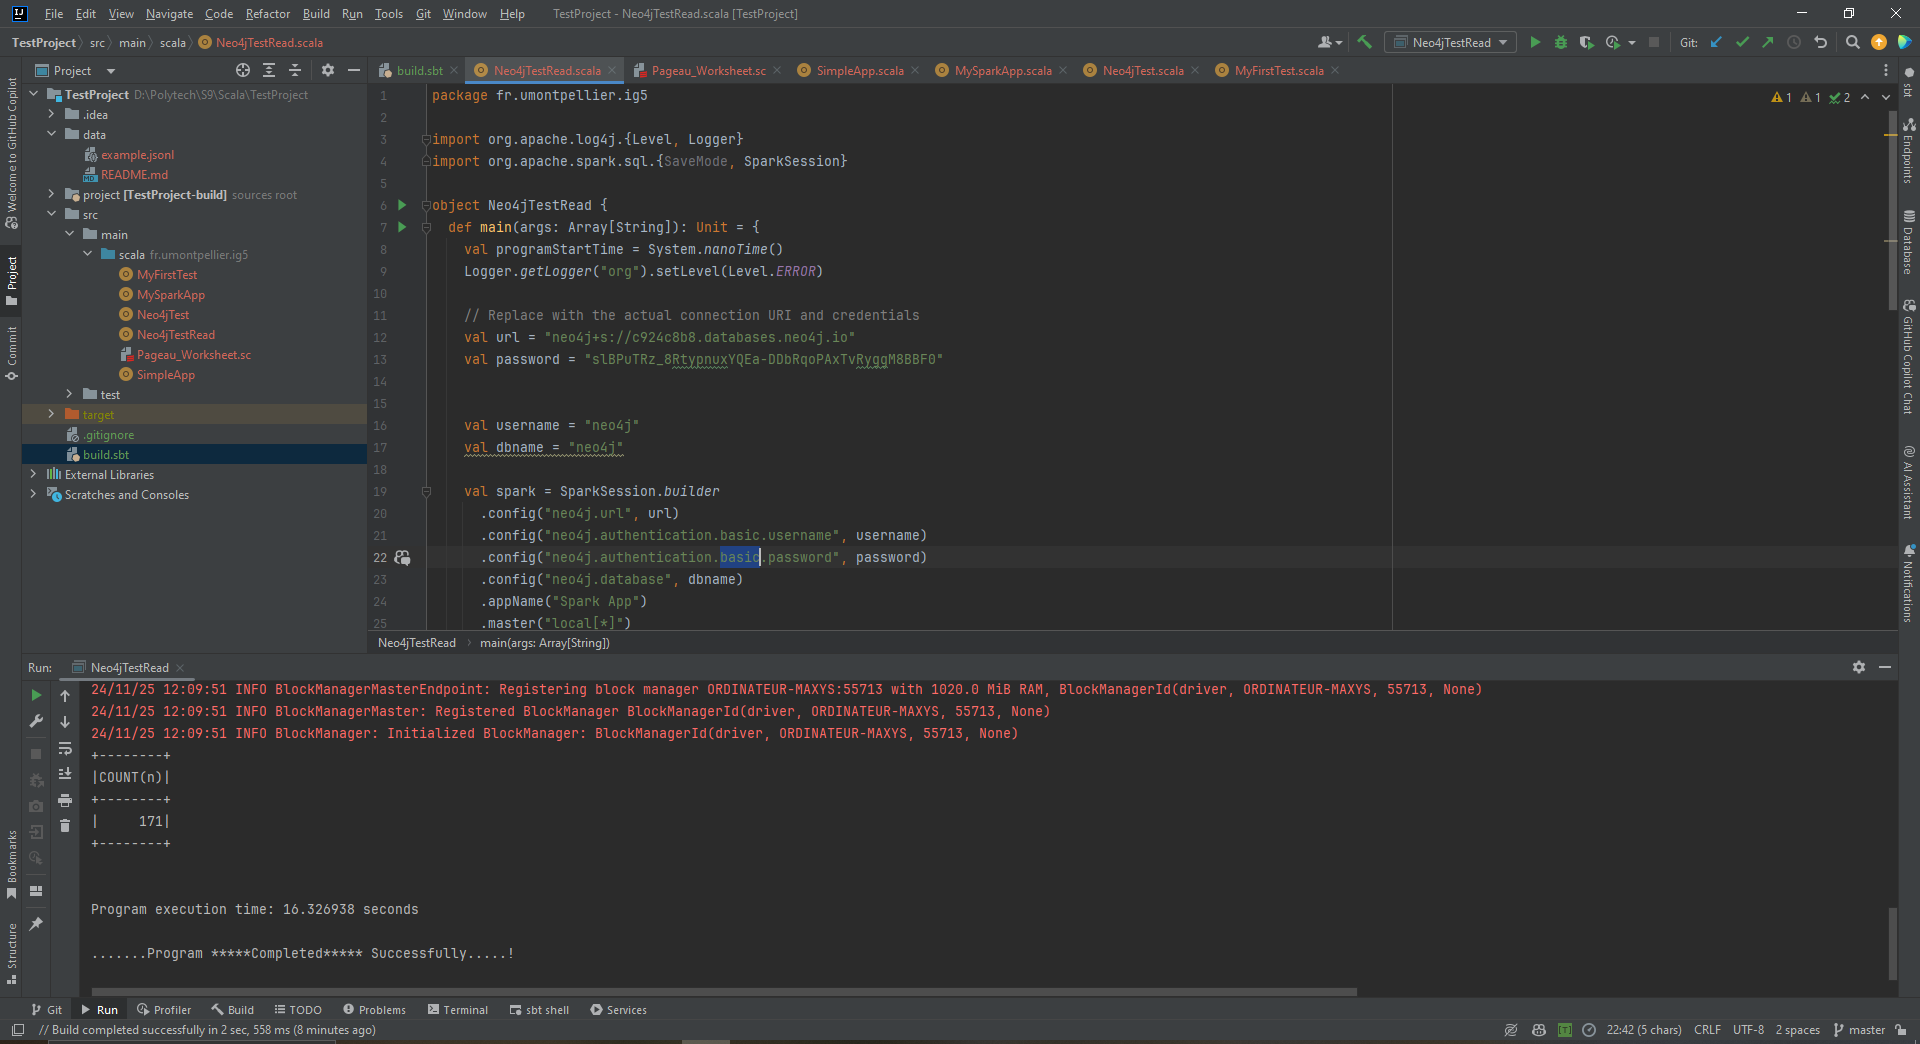 File Edit View Navigate Code Refactor Build Run Tools Git Window Help TestProject - Neo4jTestRead.scala [TestProject]
TestProject src main scala Neo4jTestRead.scala Neo4jTestRead Git:
Project build.sbt Neo4jTestRead.scala Pageau_Worksheet.sc SimpleApp.scala MySparkApp.scala Neo4jTest.scala MyFirstTest.scala
Welcome to GitHub Copilot
Project
Commit
Bookmarks
Structure
TestProject D:\Polytech\S9\Scala\TestProject
.idea
data
example.jsonl
README.md
project [TestProject-build] sources root
src
main
scala fr.umontpellier.ig5
MyFirstTest
MySparkApp
Neo4jTest
Neo4jTestRead
Pageau_Worksheet.sc
SimpleApp
test
target
.gitignore
build.sbt
External Libraries
Scratches and Consoles
1 package fr.umontpellier.ig5
2
3 import org.apache.log4j.{Level, Logger}
4 import org.apache.spark.sql.{SaveMode, SparkSession}
5
6 object Neo4jTestRead {
7 def main(args: Array[String]): Unit = {
8 val programStartTime = System.nanoTime()
9 Logger.getLogger("org").setLevel(Level.ERROR)
10
11 // Replace with the actual connection URI and credentials
12 val url = "neo4j+s://c924c8b8.databases.neo4j.io"
13 val password = "slBPuTRz_8RtypnuxYQEa-DDbRqoPAxTvRyggM8BBF0"
14
15
16 val username = "neo4j"
17 val dbname = "neo4j"
18
19 val spark = SparkSession.builder
20 .config("neo4j.url", url)
21 .config("neo4j.authentication.basic.username", username)
22 .config("neo4j.authentication.basic.password", password)
23 .config("neo4j.database", dbname)
24 .appName("Spark App")
25 .master("local[*]")
1 1 2
Neo4jTestRead main(args: Array[String])
sbt
Endpoints
Database
GitHub Copilot Chat
AI Assistant
Notifications
Run: Neo4jTestRead
24/11/25 12:09:51 INFO BlockManagerMasterEndpoint: Registering block manager ORDINATEUR-MAXYS:55713 with 1020.0 MiB RAM, BlockManagerId(driver, ORDINATEUR-MAXYS, 55713, None)
24/11/25 12:09:51 INFO BlockManagerMaster: Registered BlockManager BlockManagerId(driver, ORDINATEUR-MAXYS, 55713, None)
24/11/25 12:09:51 INFO BlockManager: Initialized BlockManager: BlockManagerId(driver, ORDINATEUR-MAXYS, 55713, None)
+--------+
|COUNT(n)|
+--------+
|     171|
+--------+
Program execution time: 16.326938 seconds
.......Program *****Completed***** Successfully.....!
Git Run Profiler Build TODO Problems Terminal sbt shell Services
// Build completed successfully in 2 sec, 558 ms (8 minutes ago) 22:42 (5 chars) CRLF UTF-8 2 spaces master